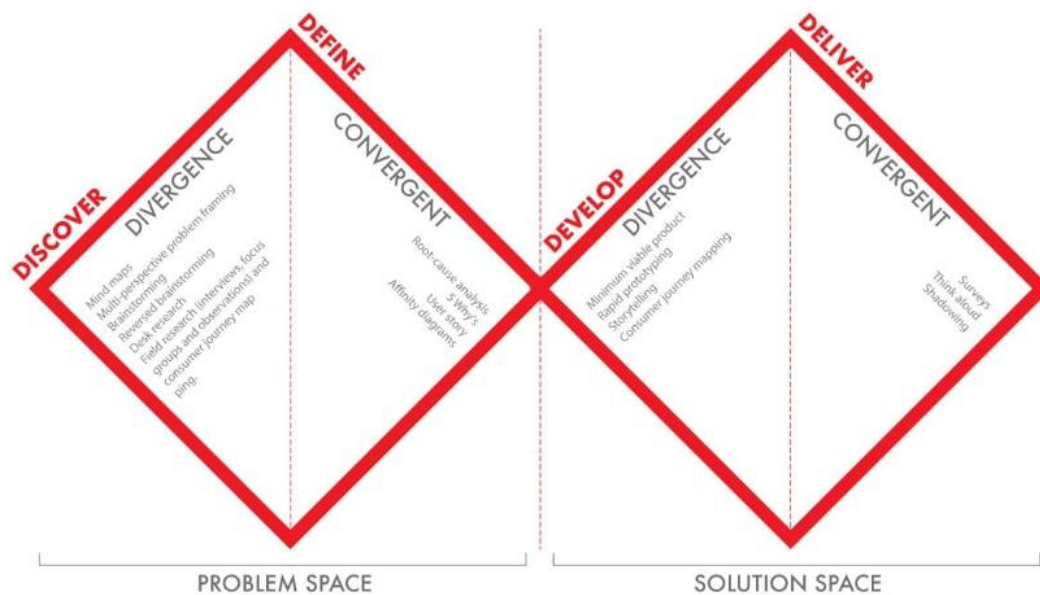 DISCOVER
DIVERGENCE
Mind maps
Multi-perspective problem framing
Brainstorming
Reversed brainstorming
Desk research
Field research (interviews, focus
groups and observations) and
consumer journey map
ping.
DEFINE
CONVERGENT
Root-cause analysis
5 Why's
User story
Affinity diagrams
DEVELOP
DIVERGENCE
Minimum viable product
Rapid prototyping
Storytelling
Consumer journey mapping
DELIVER
CONVERGENT
Surveys
Think aloud
Shadowing
PROBLEM SPACE
SOLUTION SPACE